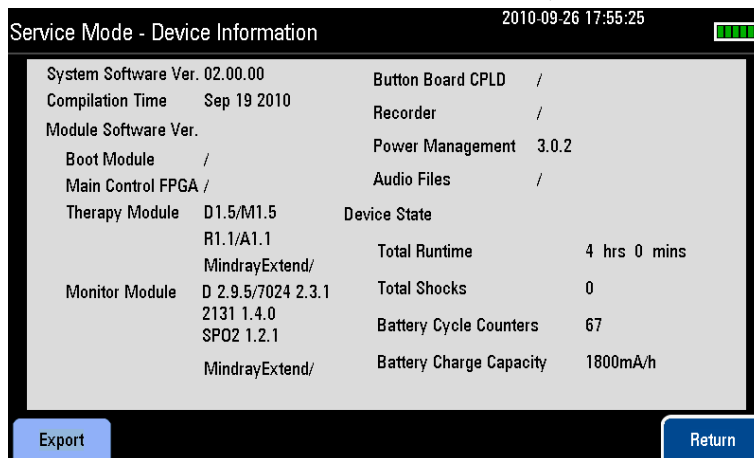 2010-09-26 17:55:25
Service Mode - Device Information
System Software Ver. 02.00.00
Compilation Time Sep 19 2010
Module Software Ver.
Boot Module /
Main Control FPGA /
Therapy Module D1.5/M1.5
R1.1/A1.1
MindrayExtend/
Monitor Module D 2.9.5/7024 2.3.1
2131 1.4.0
SPO2 1.2.1
MindrayExtend/
Button Board CPLD /
Recorder /
Power Management 3.0.2
Audio Files /
Device State
Total Runtime 4 hrs 0 mins
Total Shocks 0
Battery Cycle Counters 67
Battery Charge Capacity 1800mA/h
Export
Return